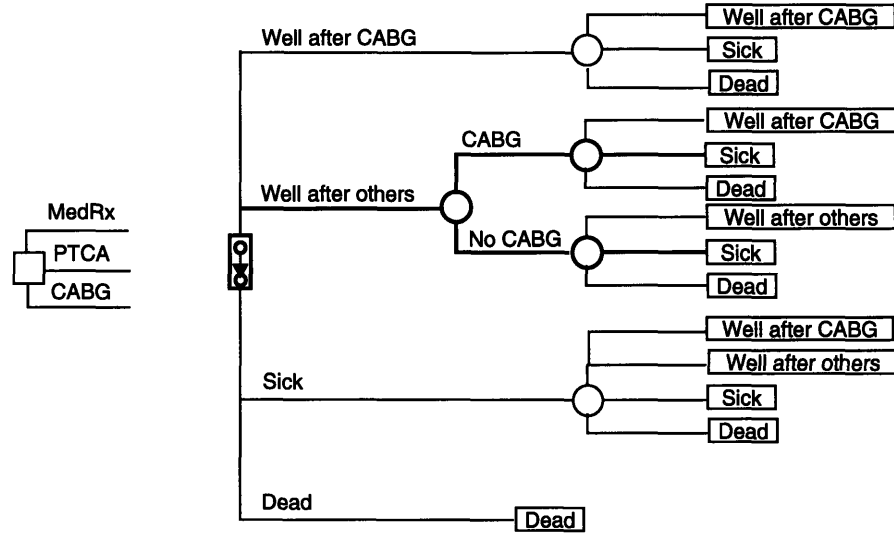 MedRx
PTCA
CABG
Well after CABG
Well after CABG
Sick
Dead
Well after others
CABG
Well after CABG
Sick
Dead
No CABG
Well after others
Sick
Dead
Sick
Well after CABG
Well after others
Sick
Dead
Dead
Dead